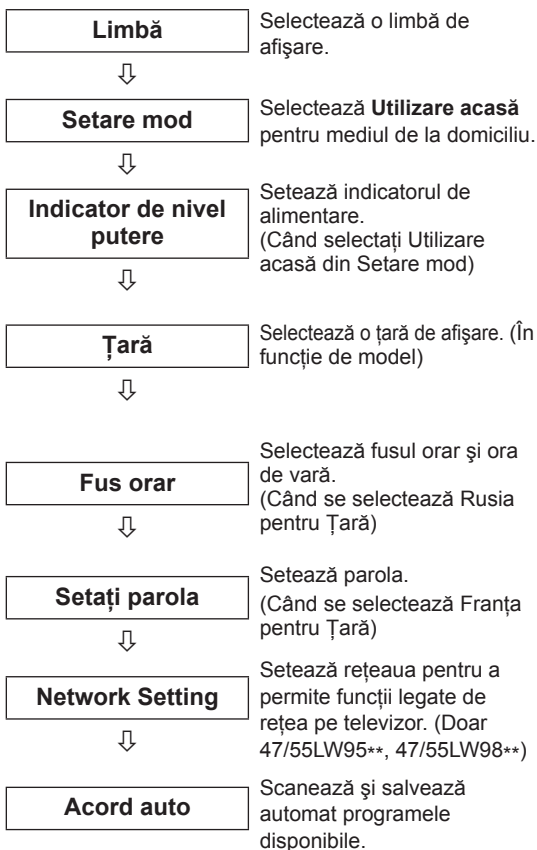 Limbă
Selectează o limbă de
afişare.
Setare mod
Selectează Utilizare acasă
pentru mediul de la domiciliu.
Indicator de nivel
putere
Setează indicatorul de
alimentare.
(Când selectaţi Utilizare
acasă din Setare mod)
Ţară
Selectează o ţară de afişare. (În
funcţie de model)
Fus orar
Selectează fusul orar şi ora
de vară.
(Când se selectează Rusia
pentru Ţară)
Setaţi parola
Setează parola.
(Când se selectează Franţa
pentru Ţară)
Network Setting
Setează reţeaua pentru a
permite funcţii legate de
reţea pe televizor. (Doar
47/55LW95**, 47/55LW98**)
Acord auto
Scanează şi salvează
automat programele
disponibile.